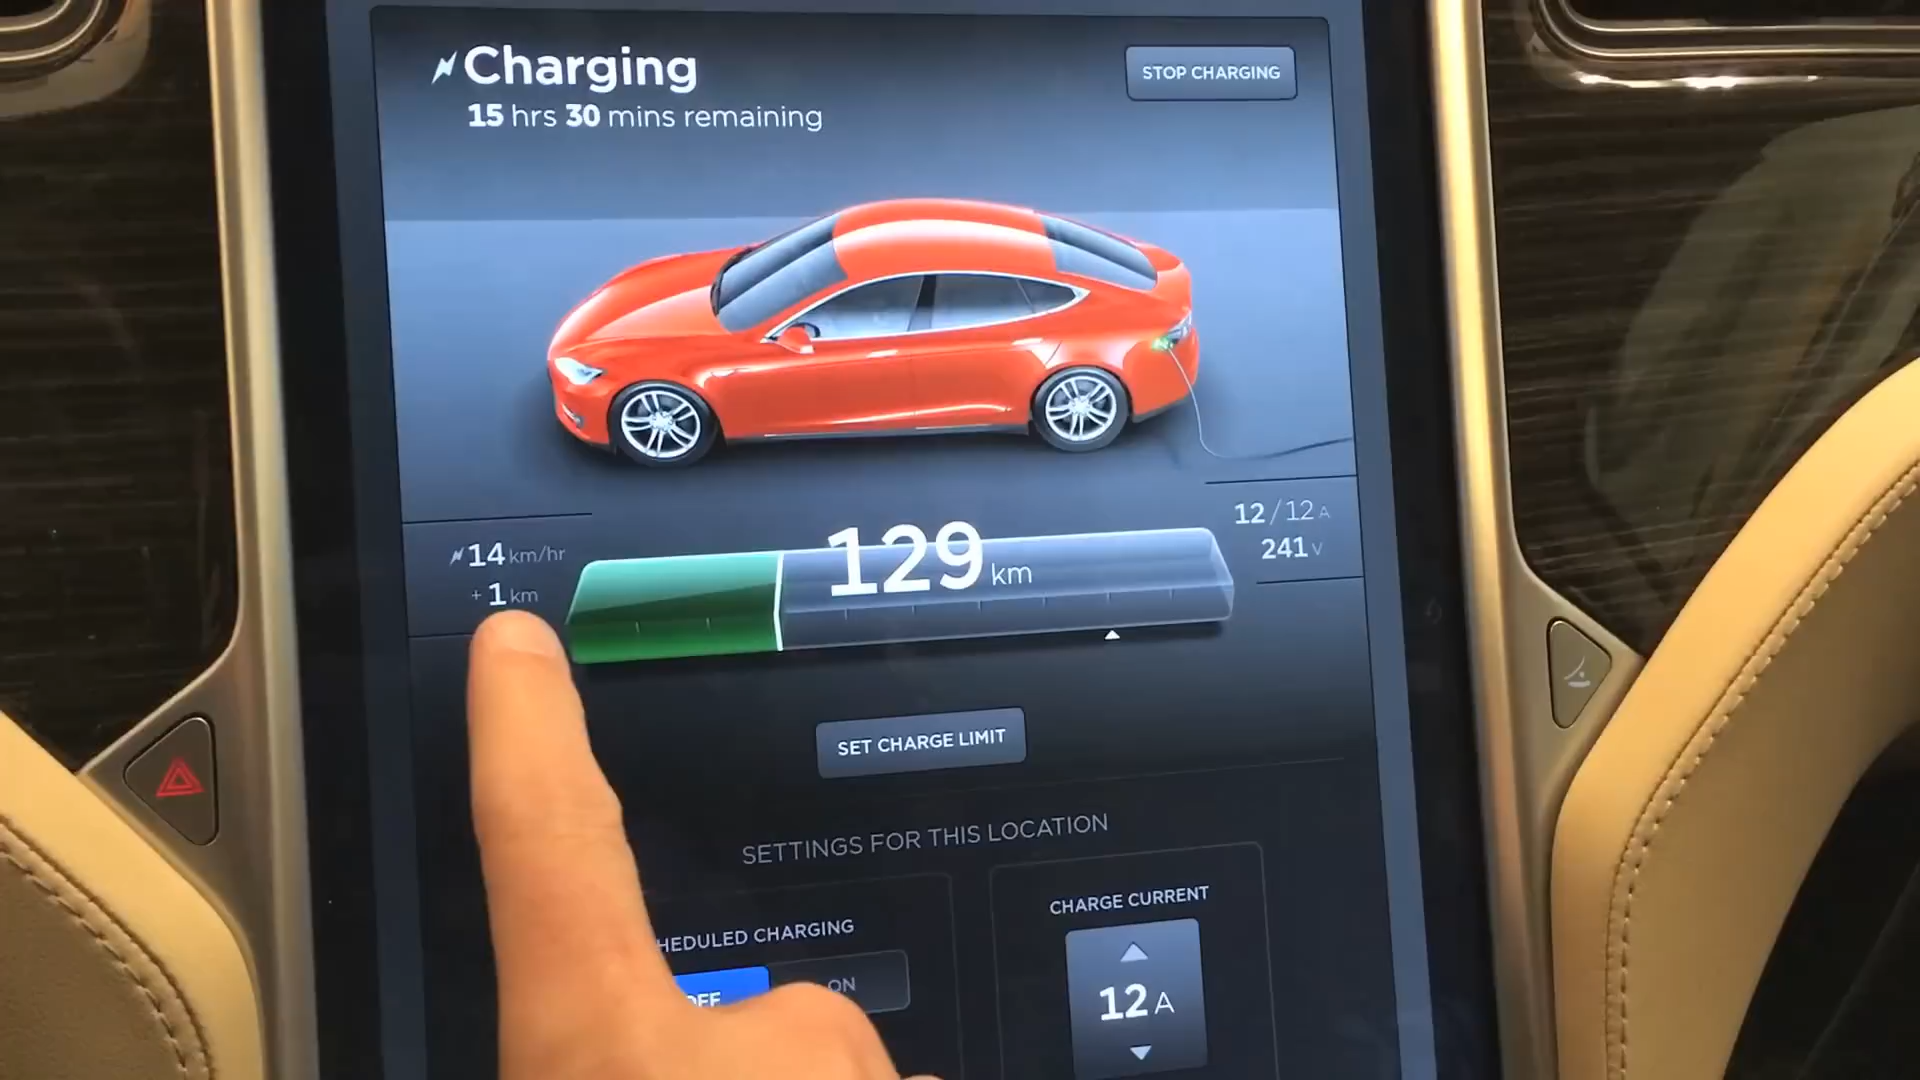 Charging
15 hrs 30 mins remaining
STOP CHARGING
14 km/hr
+ 1 km
129 km
12/12 A
241 V
SET CHARGE LIMIT
SETTINGS FOR THIS LOCATION
HEDULED CHARGING
OFF
ON
CHARGE CURRENT
12 A